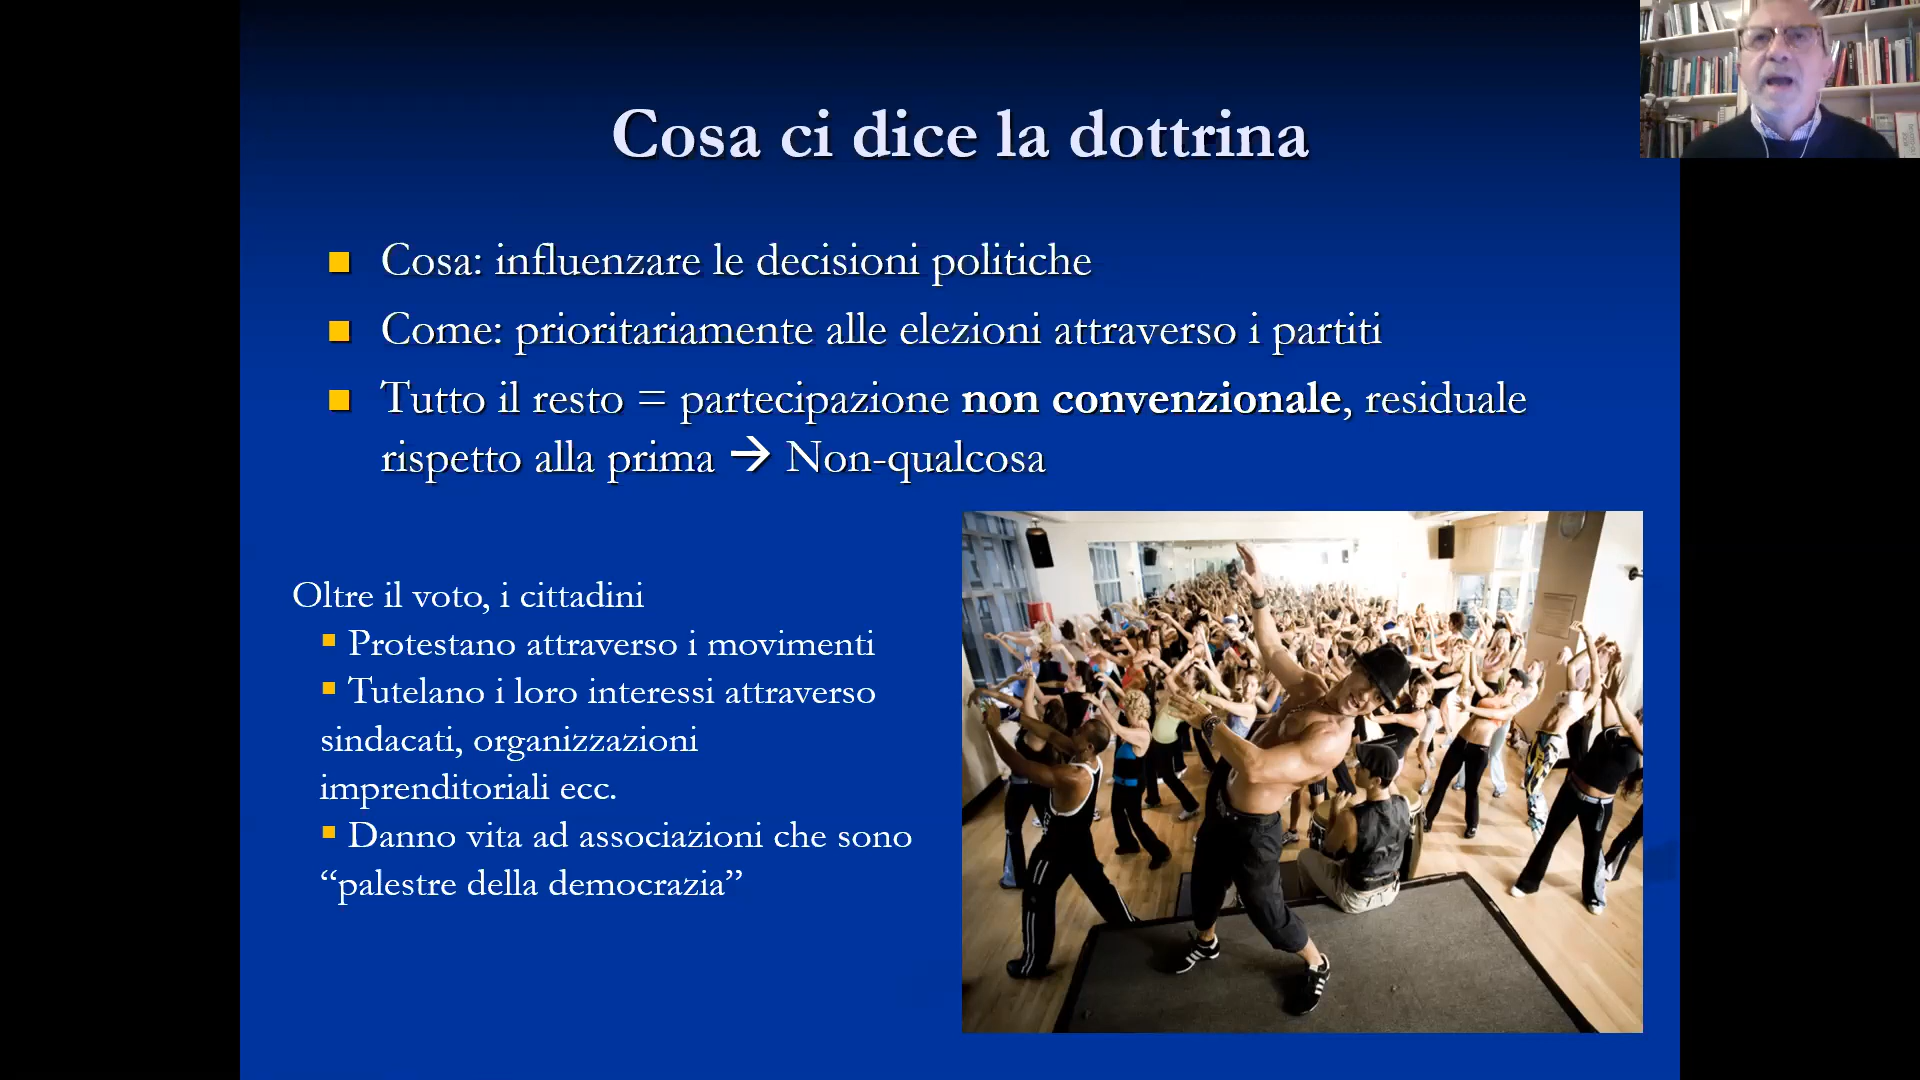 Cosa ci dice la dottrina
Cosa: influenzare le decisioni politiche
Come: prioritariamente alle elezioni attraverso i partiti
Tutto il resto = partecipazione non convenzionale, residuale
rispetto alla prima → Non-qualcosa
Oltre il voto, i cittadini
Protestano attraverso i movimenti
Tutelano i loro interessi attraverso
sindacati, organizzazioni
imprenditoriali ecc.
Danno vita ad associazioni che sono
“palestre della democrazia”